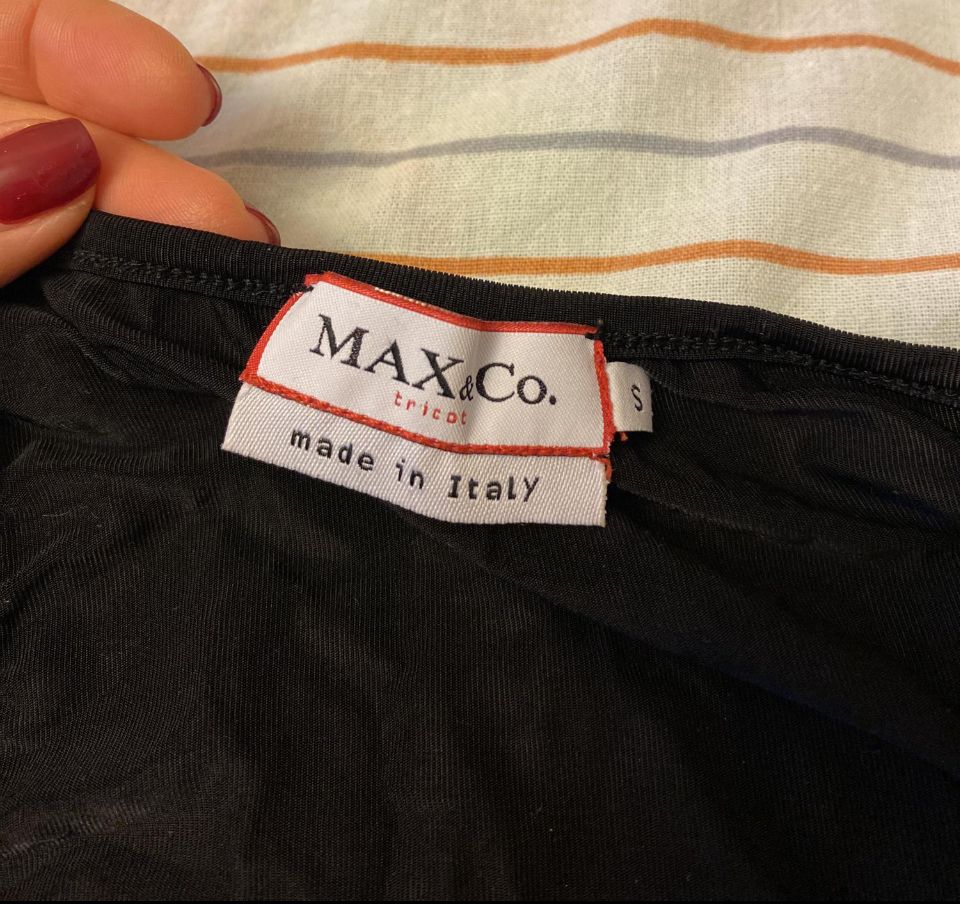 MAX&Co.
tricot
S
made in Italy